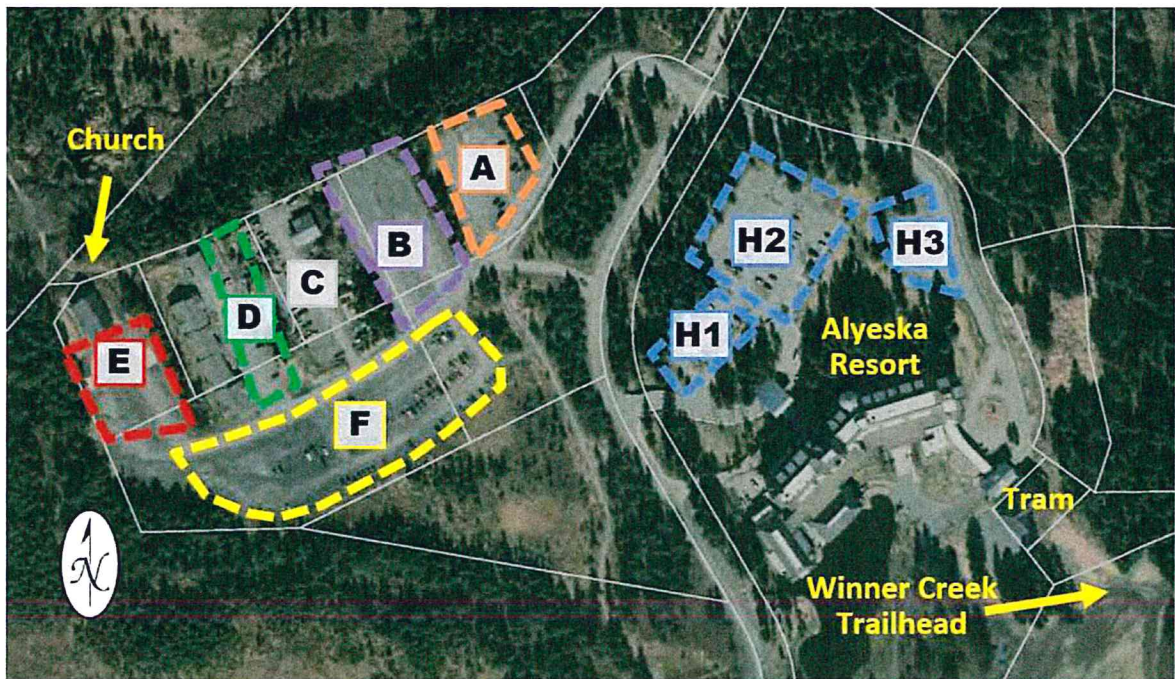 Church
A
B
C
D
E
F
H1
H2
H3
Alyeska
Resort
Tram
Winner Creek
Trailhead
N